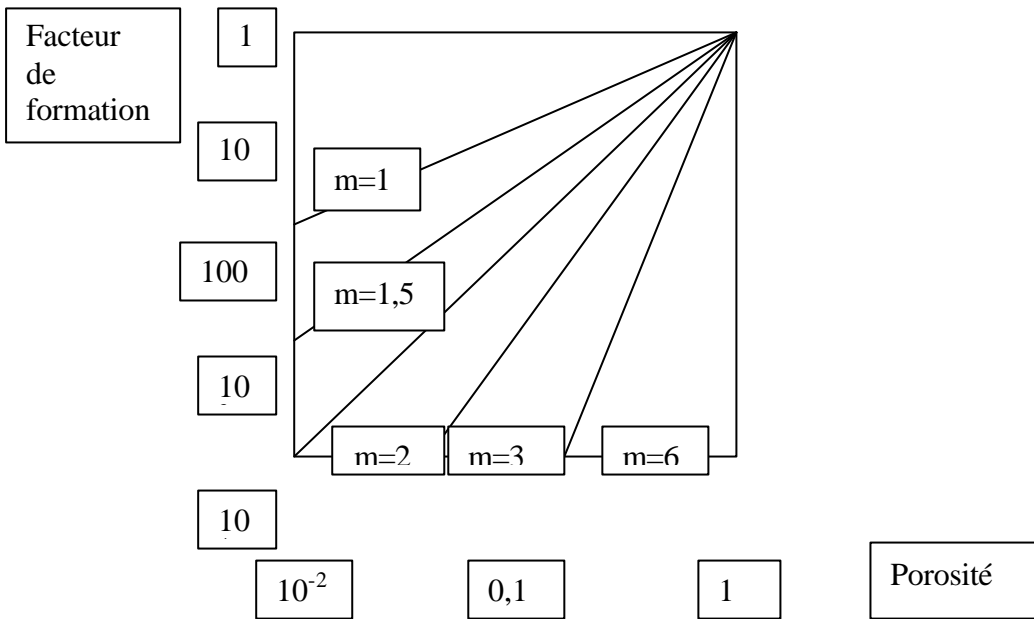 Facteur
de
formation
1
10
m=1
100
m=1,5
10
m=2
m=3
m=6
10
10⁻²
0,1
1
Porosité